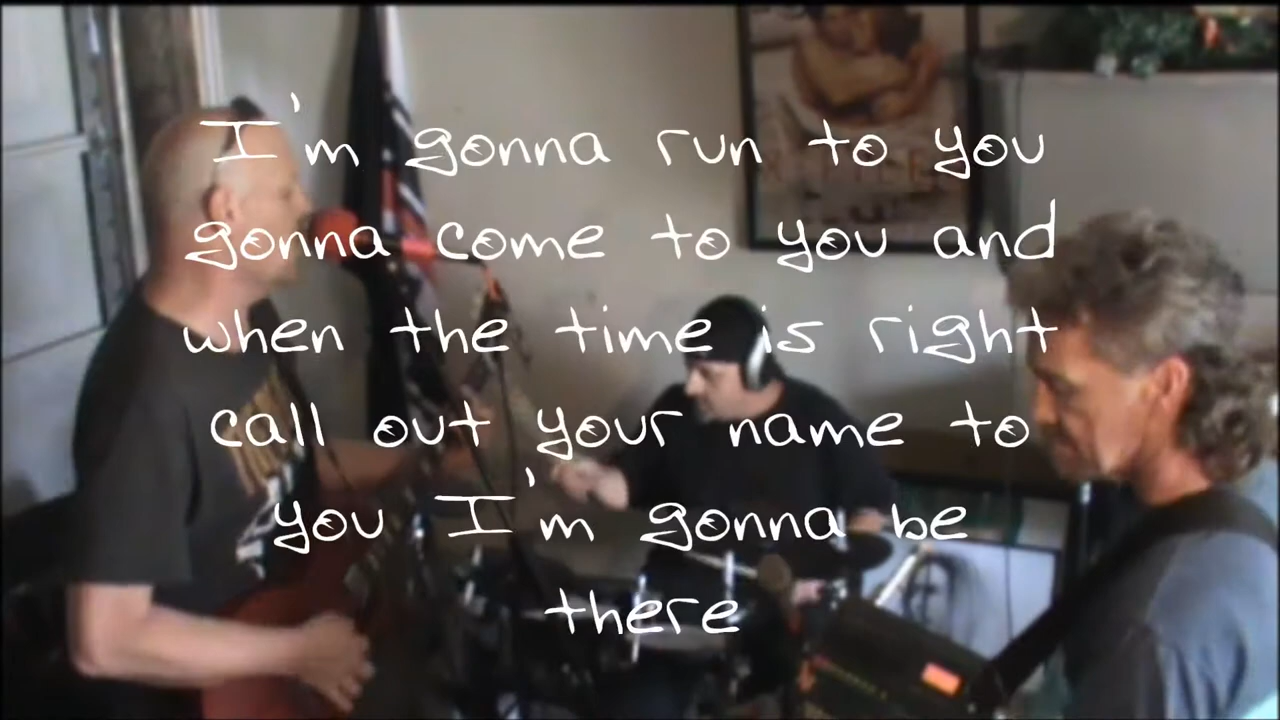 I'm gonna run to you
gonna come to you and
when the time is right
call out your name to
you I'm gonna be
there